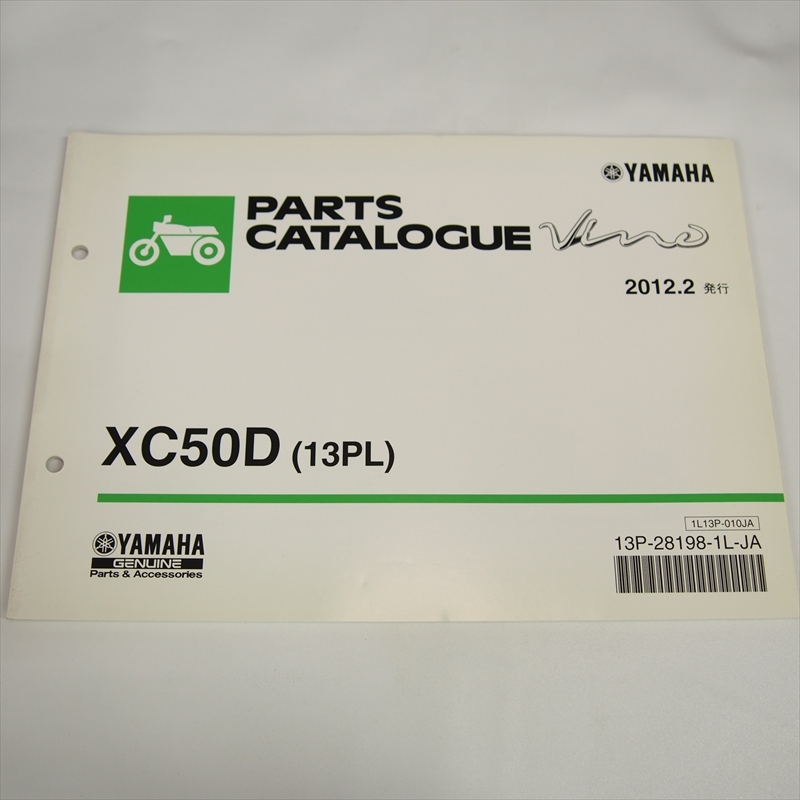 YAMAHA
PARTS
CATALOGUE Vino
2012.2 発行
XC50D (13PL)
1L13P-010JA
13P-28198-1L-JA
YAMAHA
GENUINE
Parts & Accessories